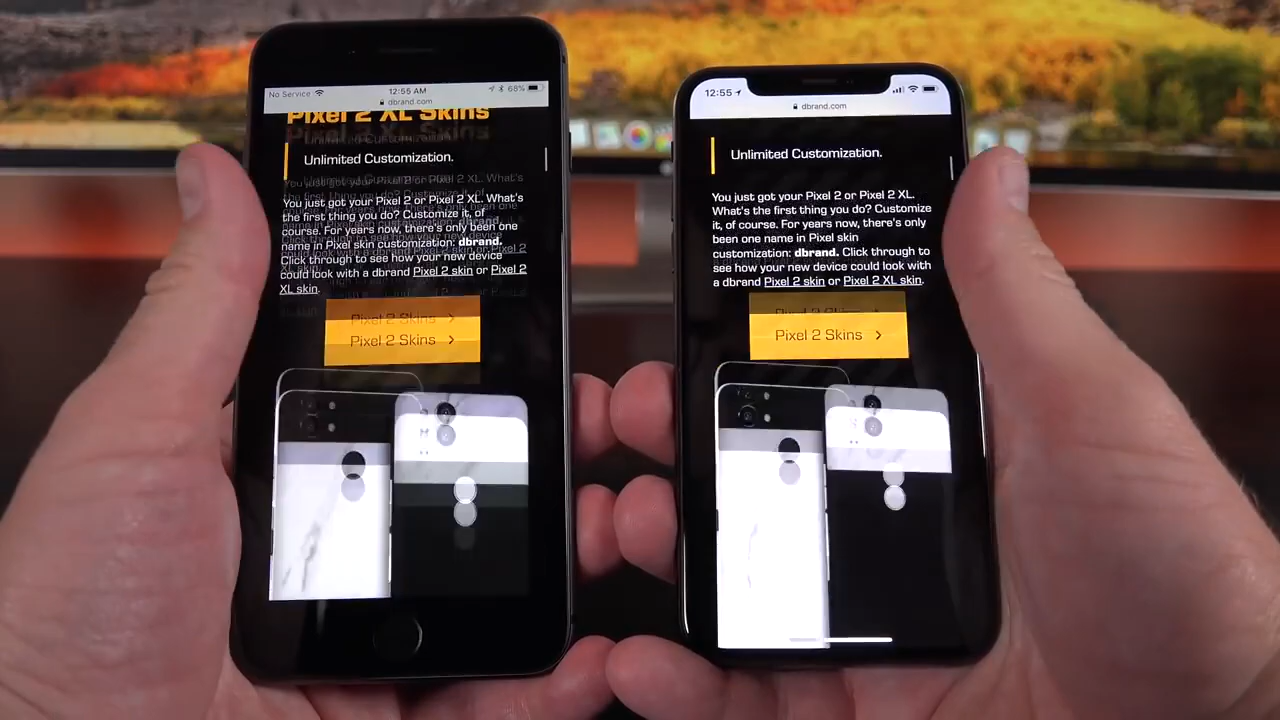 No Service
12:55 AM
68%
dbrand.com
Pixel 2 XL Skins
Unlimited Customization.
You just got your Pixel 2 or Pixel 2 XL. What's
the first thing you do? Customize it, of
course. For years now, there's only been one
name in Pixel skin customization: dbrand.
Click through to see how your new device
could look with a dbrand Pixel 2 skin or Pixel 2
XL skin.
Pixel 2 Skins >
12:55
dbrand.com
Unlimited Customization.
You just got your Pixel 2 or Pixel 2 XL.
What's the first thing you do? Customize
it, of course. For years now, there's only
been one name in Pixel skin
customization: dbrand. Click through to
see how your new device could look with
a dbrand Pixel 2 skin or Pixel 2 XL skin.
Pixel 2 Skins >